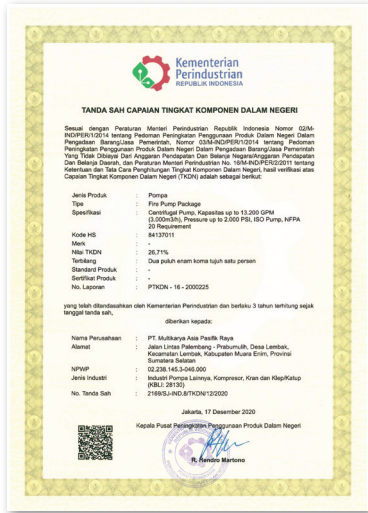 Kementerian
Perindustrian
REPUBLIK INDONESIA
TANDA SAH CAPAIAN TINGKAT KOMPONEN DALAM NEGERI
Sesuai dengan Peraturan Menteri Perindustrian Republik Indonesia Nomor 02/M-
IND/PER/1/2014 tentang Pedoman Peningkatan Penggunaan Produk Dalam Negeri Dalam
Pengadaan Barang/Jasa Pemerintah, Nomor 03/M-IND/PER/1/2014 tentang Pedoman
Peningkatan Penggunaan Produk Dalam Negeri Dalam Pengadaan Barang/Jasa Pemerintah
Yang Tidak Dibiayai Dari Anggaran Pendapatan Dan Belanja Negara/Anggaran Pendapatan
Dan Belanja Daerah, dan Peraturan Menteri Perindustrian No. 16/M-IND/PER/2/2011 tentang
Ketentuan dan Tata Cara Penghitungan Tingkat Komponen Dalam Negeri, hasil verifikasi atas
Capaian Tingkat Komponen Dalam Negeri (TKDN) adalah sebagai berikut:
Jenis Produk : Pompa
Tipe : Fire Pump Package
Spesifikasi : Centrifugal Pump, Kapasitas up to 13.200 GPM
(3.000m3/h), Pressure up to 2.000 PSI, ISO Pump, NFPA
20 Requirement
Kode HS : 84137011
Merk : -
Nilai TKDN : 26,71%
Terbilang : Dua puluh enam koma tujuh satu persen
Standard Produk : -
Sertifikat Produk : -
No. Laporan : PTKDN - 16 - 2000225
yang telah ditandasahkan oleh Kementerian Perindustrian dan berlaku 3 tahun terhitung sejak
tanggal tanda sah,
diberikan kepada:
Nama Perusahaan : PT. Multikarya Asia Pasifik Raya
Alamat : Jalan Lintas Palembang - Prabumulih, Desa Lembak,
Kecamatan Lembak, Kabupaten Muara Enim, Provinsi
Sumatera Selatan
NPWP : 02.238.145.3-046.000
Jenis Industri : Industri Pompa Lainnya, Kompresor, Kran dan Klep/Katup
(KBLI: 28130)
No. Tanda Sah : 2169/SJ-IND.8/TKDN/12/2020
Jakarta, 17 Desember 2020
Kepala Pusat Peningkatan Penggunaan Produk Dalam Negeri
R. Hendro Martono